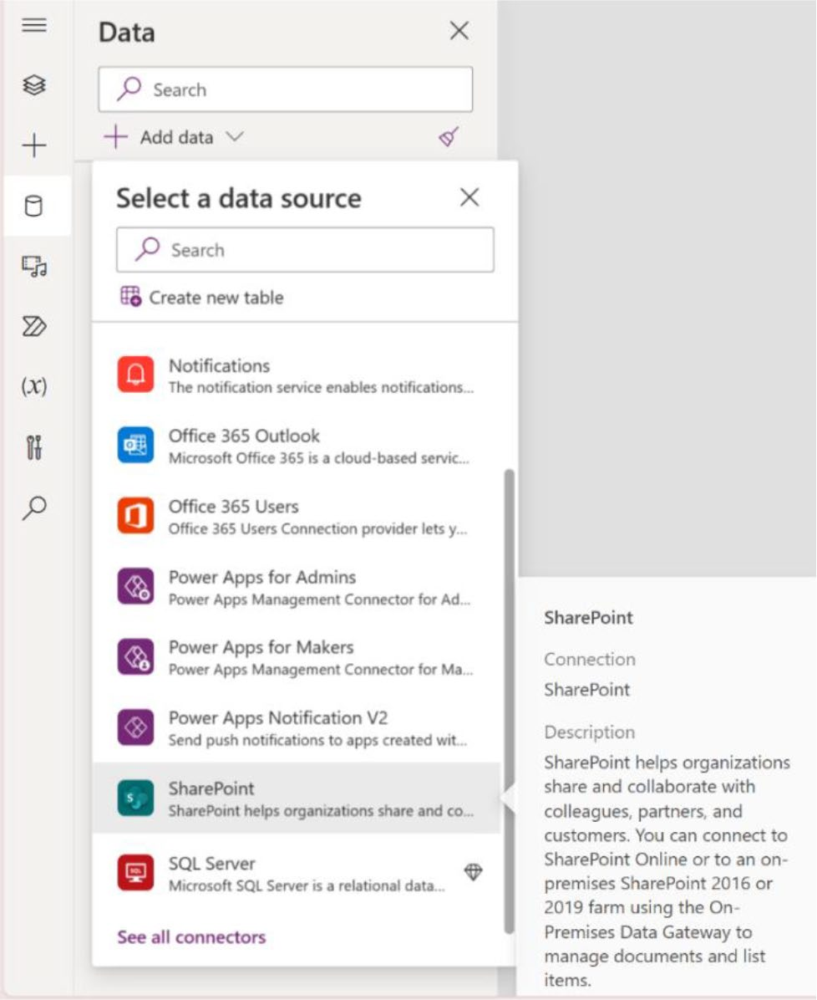 Data
Search
Add data
Select a data source
Search
Create new table
Notifications
The notification service enables notifications...
Office 365 Outlook
Microsoft Office 365 is a cloud-based servic...
Office 365 Users
Office 365 Users Connection provider lets y...
Power Apps for Admins
Power Apps Management Connector for Ad...
Power Apps for Makers
Power Apps Management Connector for Ma...
Power Apps Notification V2
Send push notifications to apps created wit...
SharePoint
SharePoint helps organizations share and co...
SQL Server
Microsoft SQL Server is a relational data...
See all connectors
(x)
S
SQL
SharePoint
Connection
SharePoint
Description
SharePoint helps organizations
share and collaborate with
colleagues, partners, and
customers. You can connect to
SharePoint Online or to an on-
premises SharePoint 2016 or
2019 farm using the On-
Premises Data Gateway to
manage documents and list
items.